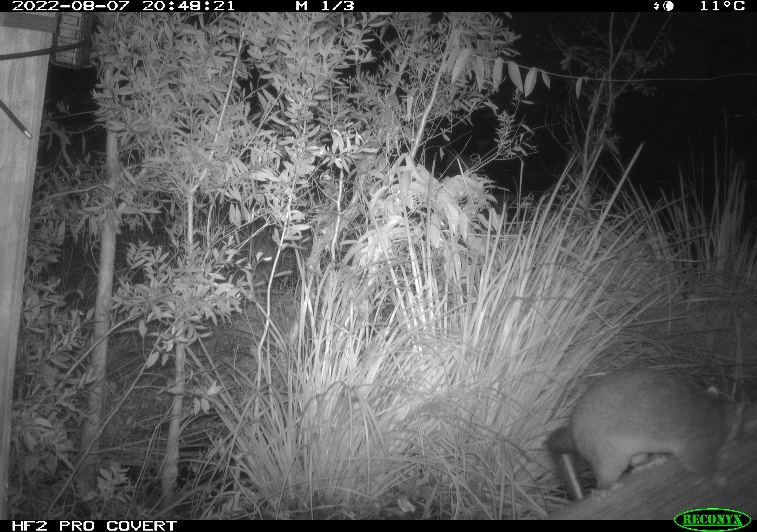 2022-08-07 20:48:21 M 1/3 11°C
HF2 PRO COVERT
RECONYX